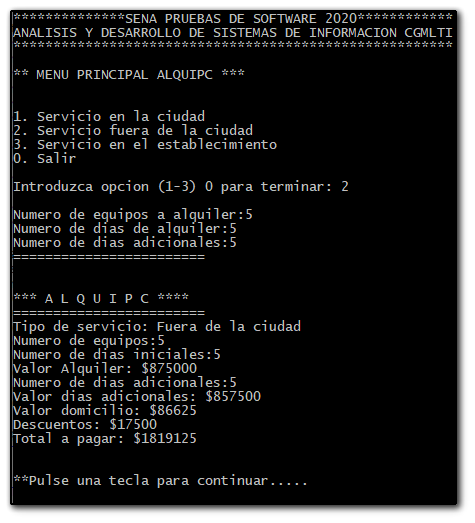 **************SENA PRUEBAS DE SOFTWARE 2020************
ANALISIS Y DESARROLLO DE SISTEMAS DE INFORMACION CGMLTI
*******************************************************
** MENU PRINCIPAL ALQUIPC ***
1. Servicio en la ciudad
2. Servicio fuera de la ciudad
3. Servicio en el establecimiento
0. Salir
Introduzca opcion (1-3) 0 para terminar: 2
Numero de equipos a alquiler:5
Numero de dias de alquiler:5
Numero de dias adicionales:5
========================
*** A L Q U I P C ****
========================
Tipo de servicio: Fuera de la ciudad
Numero de equipos:5
Numero de dias iniciales:5
Valor Alquiler: $875000
Numero de dias adicionales:5
Valor dias adicionales: $857500
Valor domicilio: $86625
Descuentos: $17500
Total a pagar: $1819125
**Pulse una tecla para continuar.....